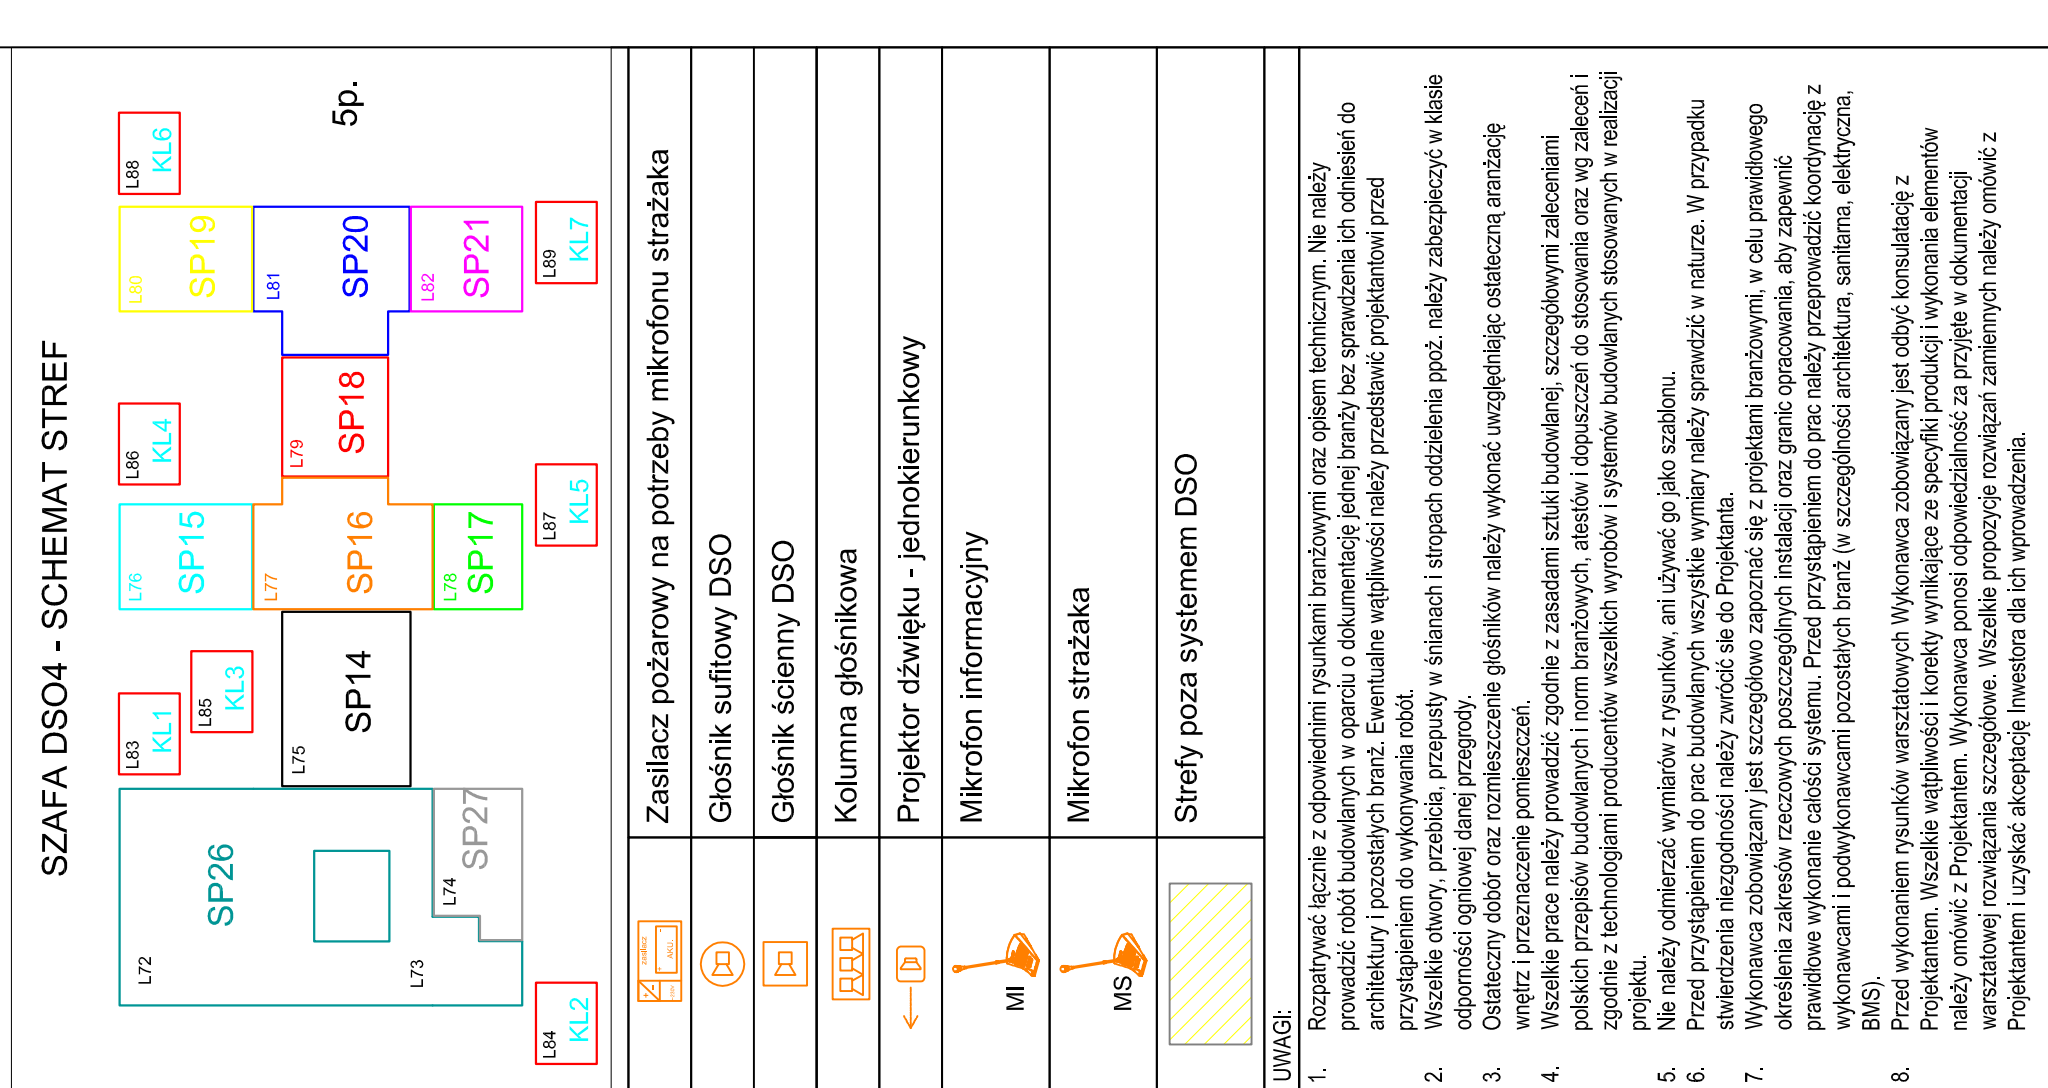 SZAFA DSO4 - SCHEMAT STREF
L88
KL6
5p.
L80
SP19
L81
SP20
L82
SP21
L89
KL7
L86
KL4
L79
SP18
L76
SP15
L77
SP16
L78
SP17
L87
KL5
L83
KL1
L85
KL3
L75
SP14
SP26
L72
L73
L74
SP27
L84
KL2
zasilacz
AKU.
Zasilacz pożarowy na potrzeby mikrofonu strażaka
Głośnik sufitowy DSO
Głośnik ścienny DSO
Kolumna głośnikowa
Projektor dźwięku - jednokierunkowy
MI
Mikrofon informacyjny
MS
Mikrofon strażaka
Strefy poza systemem DSO
UWAGI:
1. Rozpatrywać łącznie z odpowiednimi rysunkami branżowymi oraz opisem technicznym. Nie należy
prowadzić robót budowlanych w oparciu o dokumentację jednej branży bez sprawdzenia ich odniesień do
architektury i pozostałych branż. Ewentualne wątpliwości należy przedstawić projektantowi przed
przystąpieniem do wykonywania robót.
2. Wszelkie otwory, przebicia, przepusty w śnianach i stropach oddzielenia ppoż. należy zabezpieczyć w klasie
odporności ogniowej danej przegrody.
3. Ostateczny dobór oraz rozmieszczenie głośników należy wykonać uwzględniając ostateczną aranżację
wnętrz i przeznaczenie pomieszczeń.
4. Wszelkie prace należy prowadzić zgodnie z zasadami sztuki budowlanej, szczegółowymi zaleceniami
polskich przepisów budowlanych i norm branżowych, atestów i dopuszczeń do stosowania oraz wg zaleceń i
zgodnie z technologiami producentów wszelkich wyrobów i systemów budowlanych stosowanych w realizacji
projektu.
5. Nie należy odmierzać wymiarów z rysunków, ani używać go jako szablonu.
6. Przed przystąpieniem do prac budowlanych wszystkie wymiary należy sprawdzić w naturze. W przypadku
stwierdzenia niezgodności należy zwrócić sie do Projektanta.
7. Wykonawca zobowiązany jest szczegółowo zapoznać się z projektami branżowymi, w celu prawidłowego
określenia zakresów rzeczowych poszczególnych instalacji oraz granic opracowania, aby zapewnić
prawidłowe wykonanie całości systemu. Przed przystąpieniem do prac należy przeprowadzić koordynację z
wykonawcami i podwykonawcami pozostałych branż (w szczególności architektura, sanitarna, elektryczna,
BMS).
8. Przed wykonaniem rysunków warsztatowych Wykonawca zobowiązany jest odbyć konsulatację z
Projektantem. Wszelkie wątpliwości i korekty wynikające ze specyfiki produkcji i wykonania elementów
należy omówić z Projektantem. Wykonawca ponosi odpowiedzialność za przyjęte w dokumentacji
warsztatowej rozwiązania szczegółowe. Wszelkie propozycje rozwiązań zamiennych należy omówić z
Projektantem i uzyskać akceptację Inwestora dla ich wprowadzenia.